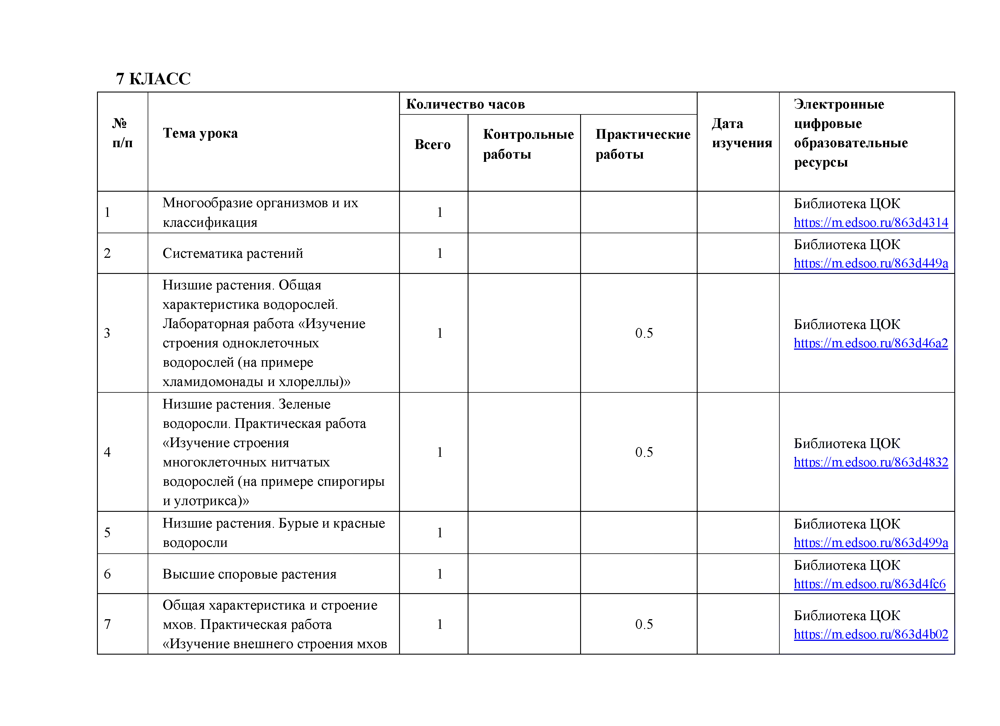 7 КЛАСС
№
п/п
Тема урока
Количество часов
Всего
Контрольные
работы
Практические
работы
Дата
изучения
Электронные
цифровые
образовательные
ресурсы
1
Многообразие организмов и их
классификация
1
Библиотека ЦОК
https://m.edsoo.ru/863d4314
2
Систематика растений
1
Библиотека ЦОК
https://m.edsoo.ru/863d449a
3
Низшие растения. Общая
характеристика водорослей.
Лабораторная работа «Изучение
строения одноклеточных
водорослей (на примере
хламидомонады и хлореллы)»
1
0.5
Библиотека ЦОК
https://m.edsoo.ru/863d46a2
4
Низшие растения. Зеленые
водоросли. Практическая работа
«Изучение строения
многоклеточных нитчатых
водорослей (на примере спирогиры
и улотрикса)»
1
0.5
Библиотека ЦОК
https://m.edsoo.ru/863d4832
5
Низшие растения. Бурые и красные
водоросли
1
Библиотека ЦОК
https://m.edsoo.ru/863d499a
6
Высшие споровые растения
1
Библиотека ЦОК
https://m.edsoo.ru/863d4fc6
7
Общая характеристика и строение
мхов. Практическая работа
«Изучение внешнего строения мхов
1
0.5
Библиотека ЦОК
https://m.edsoo.ru/863d4b02